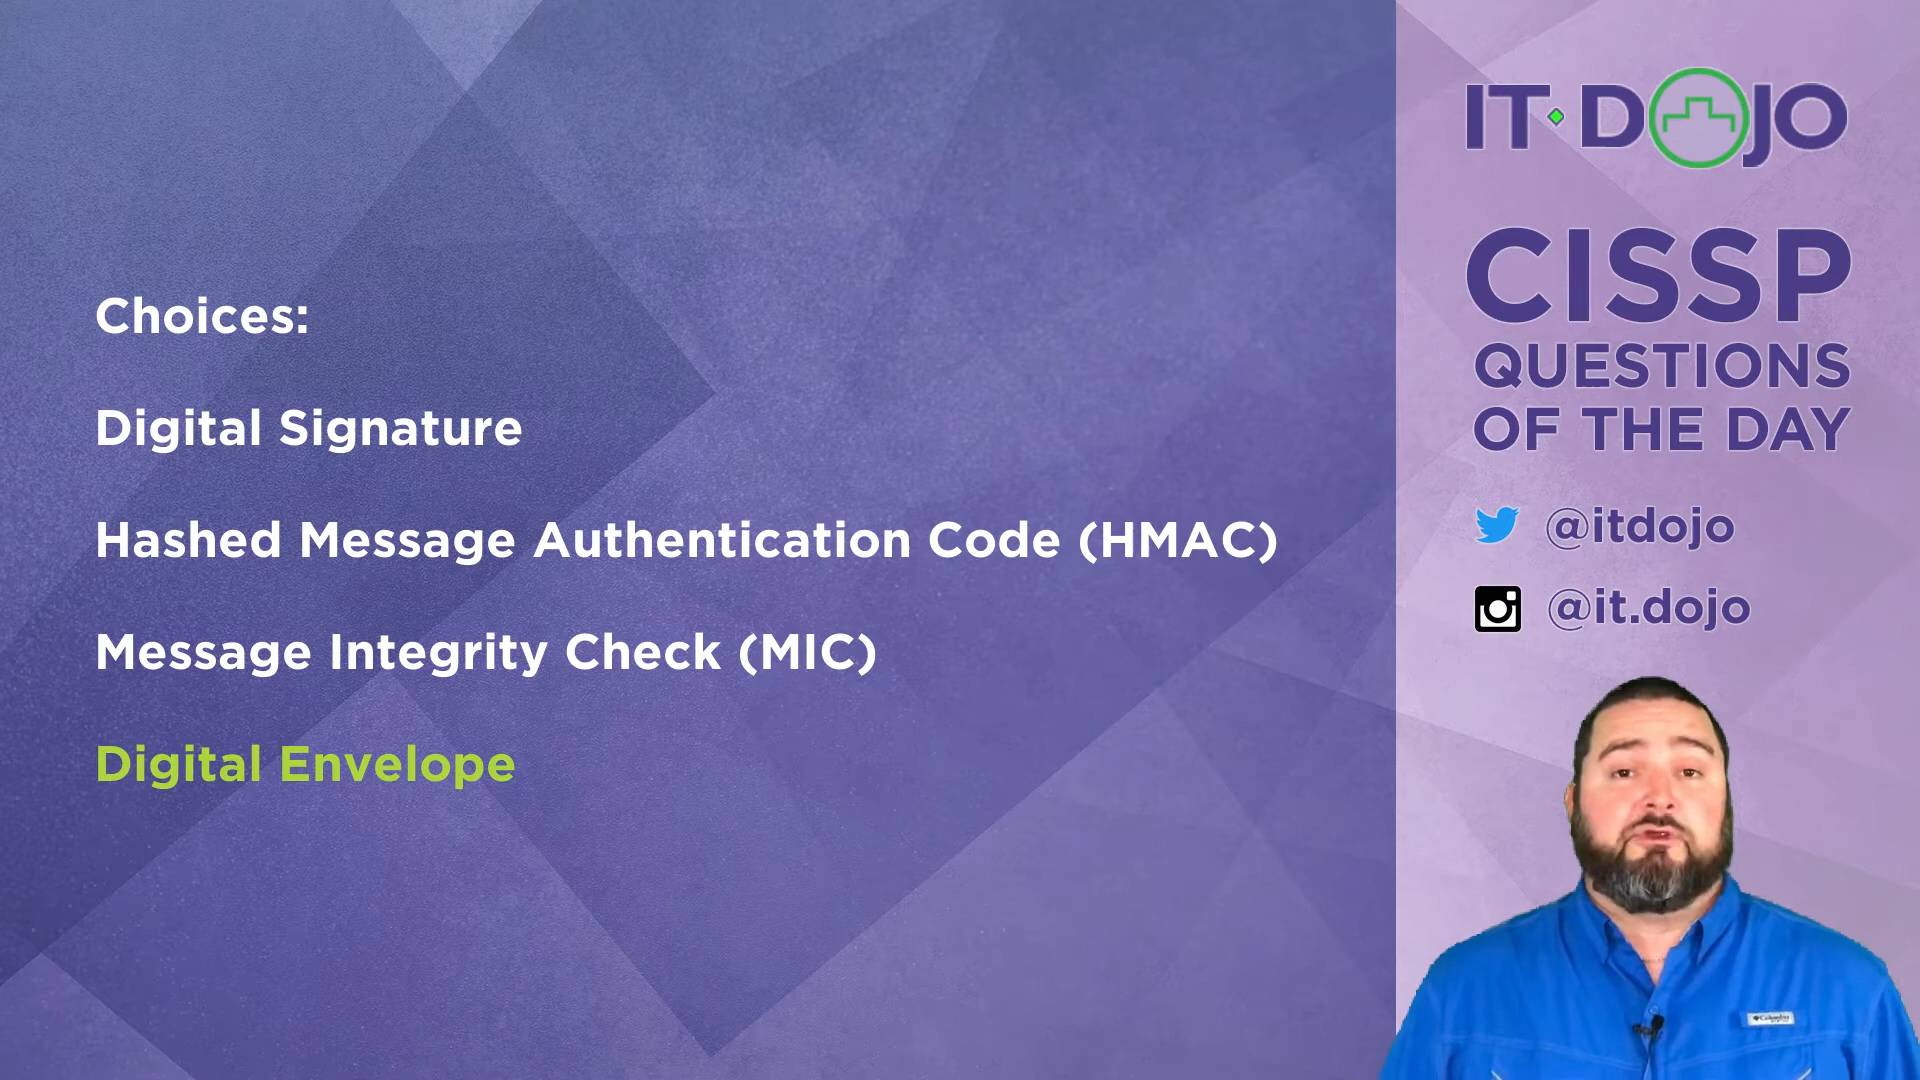 Choices:
Digital Signature
Hashed Message Authentication Code (HMAC)
Message Integrity Check (MIC)
Digital Envelope
IT DOJO
CISSP
QUESTIONS
OF THE DAY
@itdojo
@it.dojo
Columbia